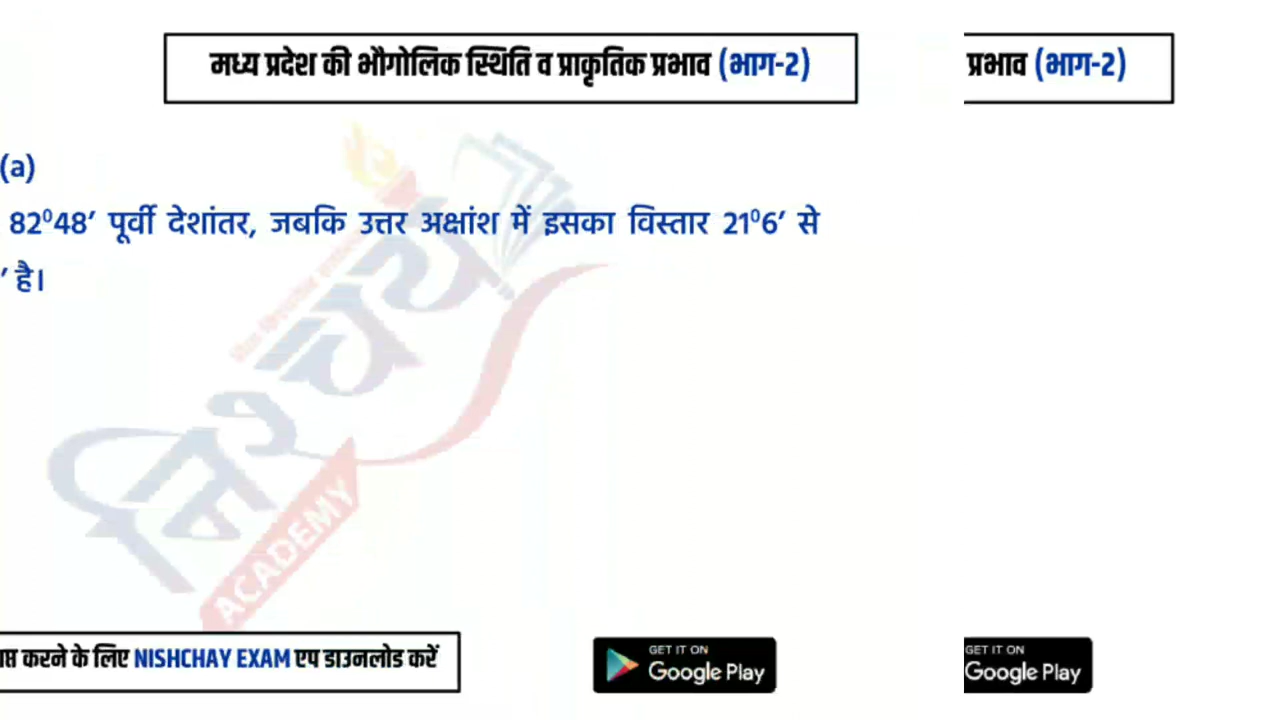 मध्य प्रदेश की भौगोलिक स्थिति व प्राकृतिक प्रभाव (भाग-2)
प्रभाव (भाग-2)
(a)
82⁰48’ पूर्वी देशांतर, जबकि उत्तर अक्षांश में इसका विस्तार 21⁰6’ से
’ है।
निश्चय
ACADEMY
करने के लिए NISHCHAY EXAM एप डाउनलोड करें
GET IT ON
Google Play
GET IT ON
Google Play